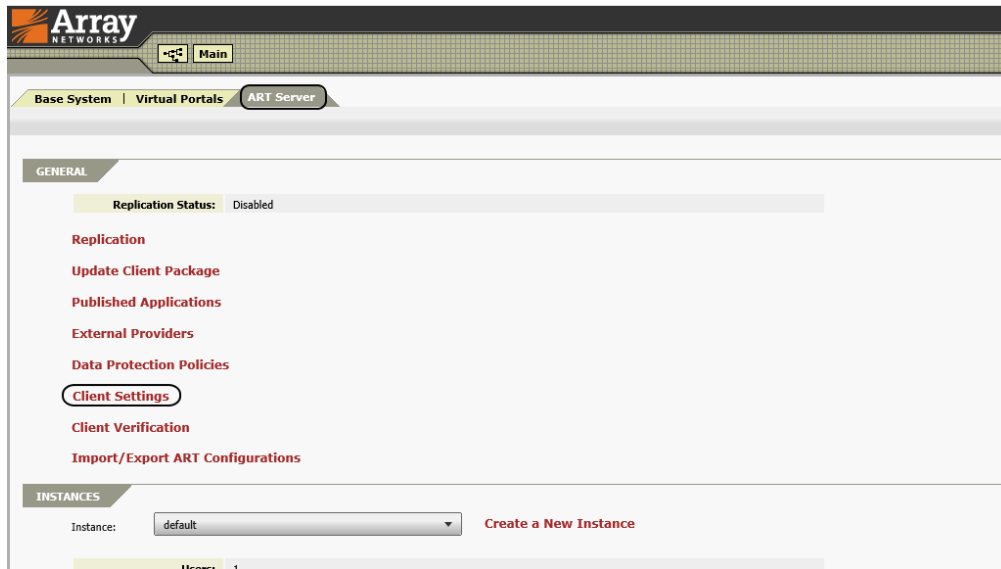 Array
NETWORKS
Main
Base System | Virtual Portals ART Server
GENERAL
Replication Status: Disabled
Replication
Update Client Package
Published Applications
External Providers
Data Protection Policies
Client Settings
Client Verification
Import/Export ART Configurations
INSTANCES
Instance: default Create a New Instance
Users: 1